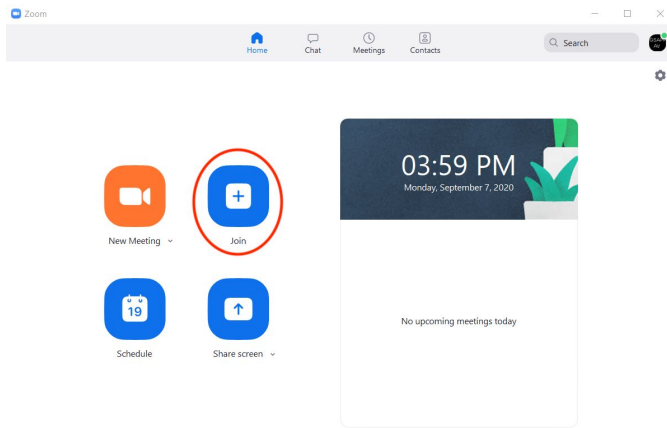 Zoom
Home
Chat
Meetings
Contacts
Search
03:59 PM
Monday, September 7, 2020
New Meeting
Join
19
Schedule
Share screen
No upcoming meetings today